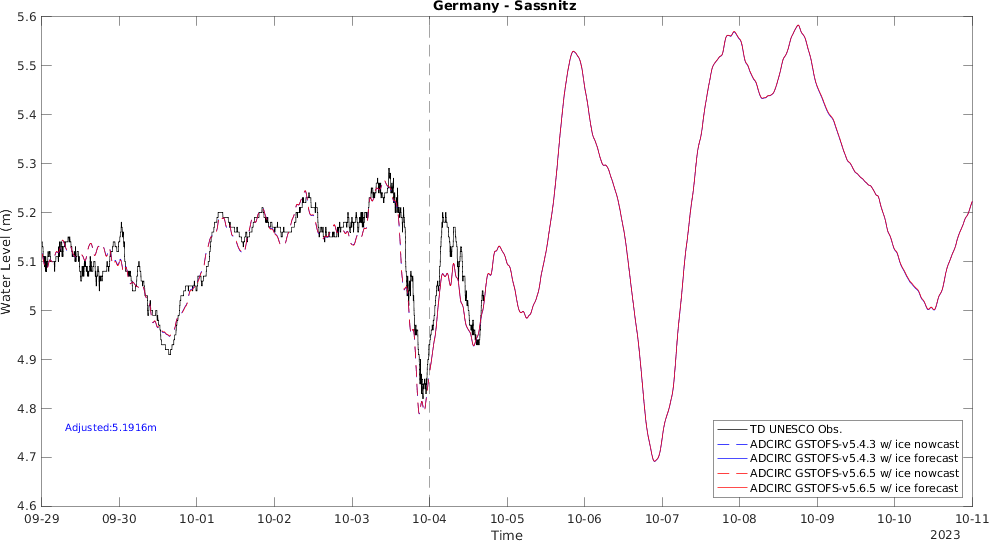 Germany - Sassnitz
5.6
5.5
5.4
5.3
5.2
5.1
5
4.9
4.8
4.7
4.6
Water Level (m)
Adjusted:5.1916m
TD UNESCO Obs.
ADCIRC GSTOFS-v5.4.3 w/ ice nowcast
ADCIRC GSTOFS-v5.4.3 w/ ice forecast
ADCIRC GSTOFS-v5.6.5 w/ ice nowcast
ADCIRC GSTOFS-v5.6.5 w/ ice forecast
09-29 09-30 10-01 10-02 10-03 10-04 10-05 10-06 10-07 10-08 10-09 10-10 10-11
Time
2023